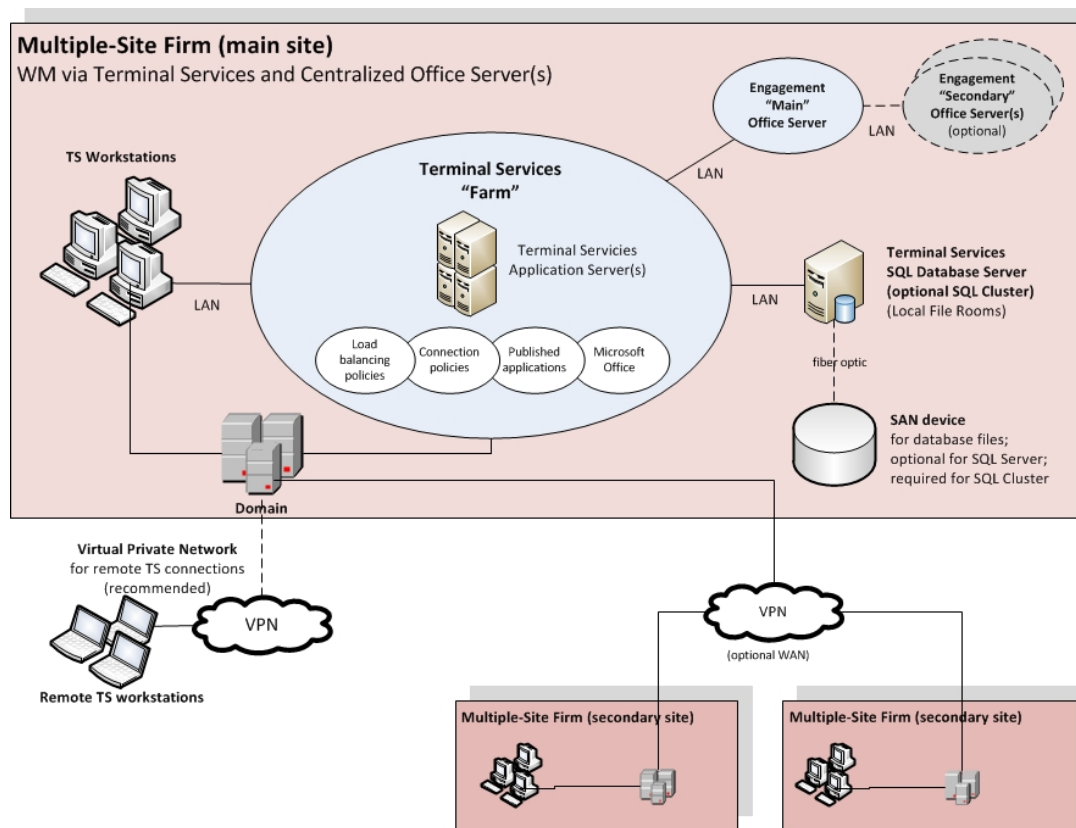 Multiple-Site Firm (main site)
WM via Terminal Services and Centralized Office Server(s)
Engagement
"Main"
Office Server
Engagement
"Secondary"
Office Server(s)
(optional)
LAN
LAN
TS Workstations
LAN
Terminal Services
"Farm"
Terminal Servicies
Application Server(s)
Load
balancing
policies
Connection
policies
Published
applications
Microsoft
Office
LAN
Terminal Services
SQL Database Server
(optional SQL Cluster)
(Local File Rooms)
fiber optic
SAN device
for database files;
optional for SQL Server;
required for SQL Cluster
Domain
Virtual Private Network
for remote TS connections
(recommended)
VPN
Remote TS workstations
VPN
(optional WAN)
Multiple-Site Firm (secondary site)
Multiple-Site Firm (secondary site)